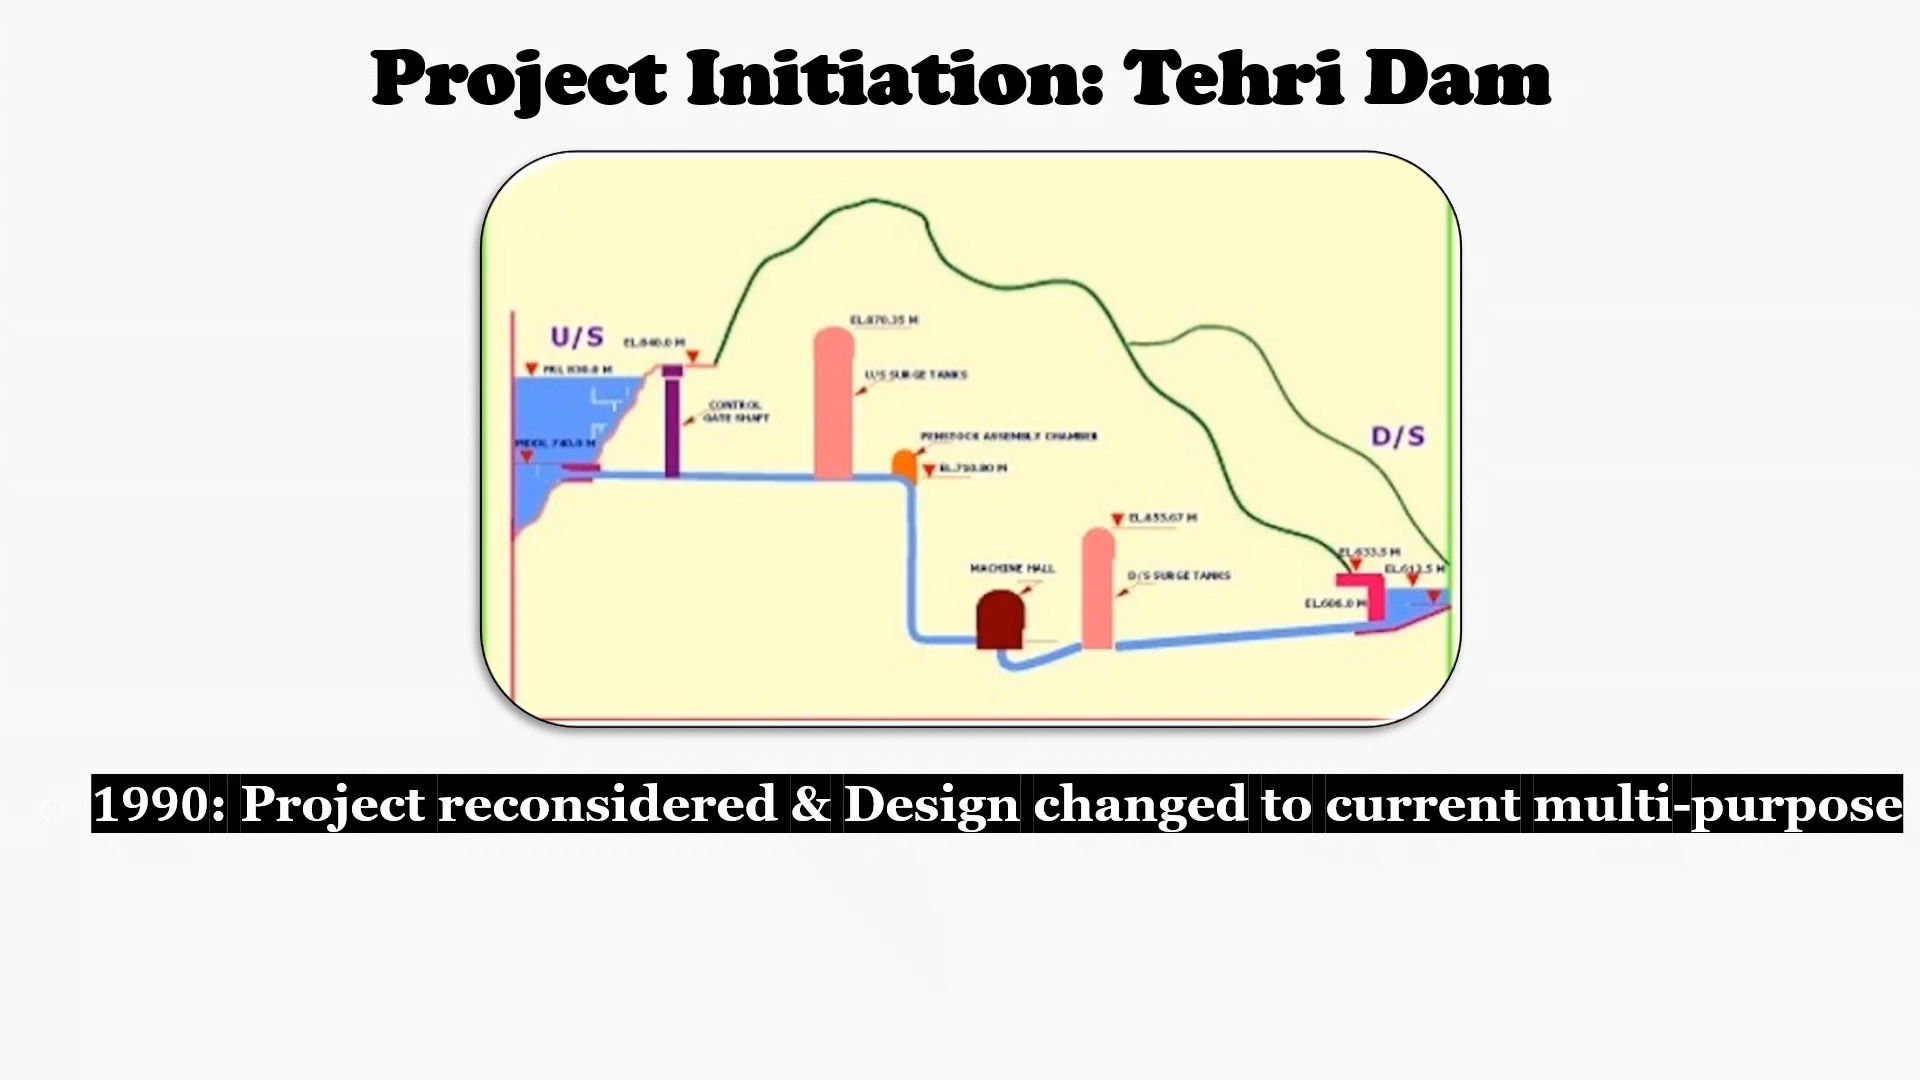 Project Initiation: Tehri Dam
EL.870.35 M
U/S
EL.840.0 M
FRL 830.0 M
U/S SURGE TANKS
CONTROL
GATE SHAFT
D/S
PENSTOCK ASSEMBLY CHAMBER
MDDL 740.0 M
EL.720.80 M
EL.655.67 M
EL.633.5 M
MACHINE HALL
EL.612.5 M
D/S SURGE TANKS
EL.606.0 M
1990: Project reconsidered & Design changed to current multi-purpose